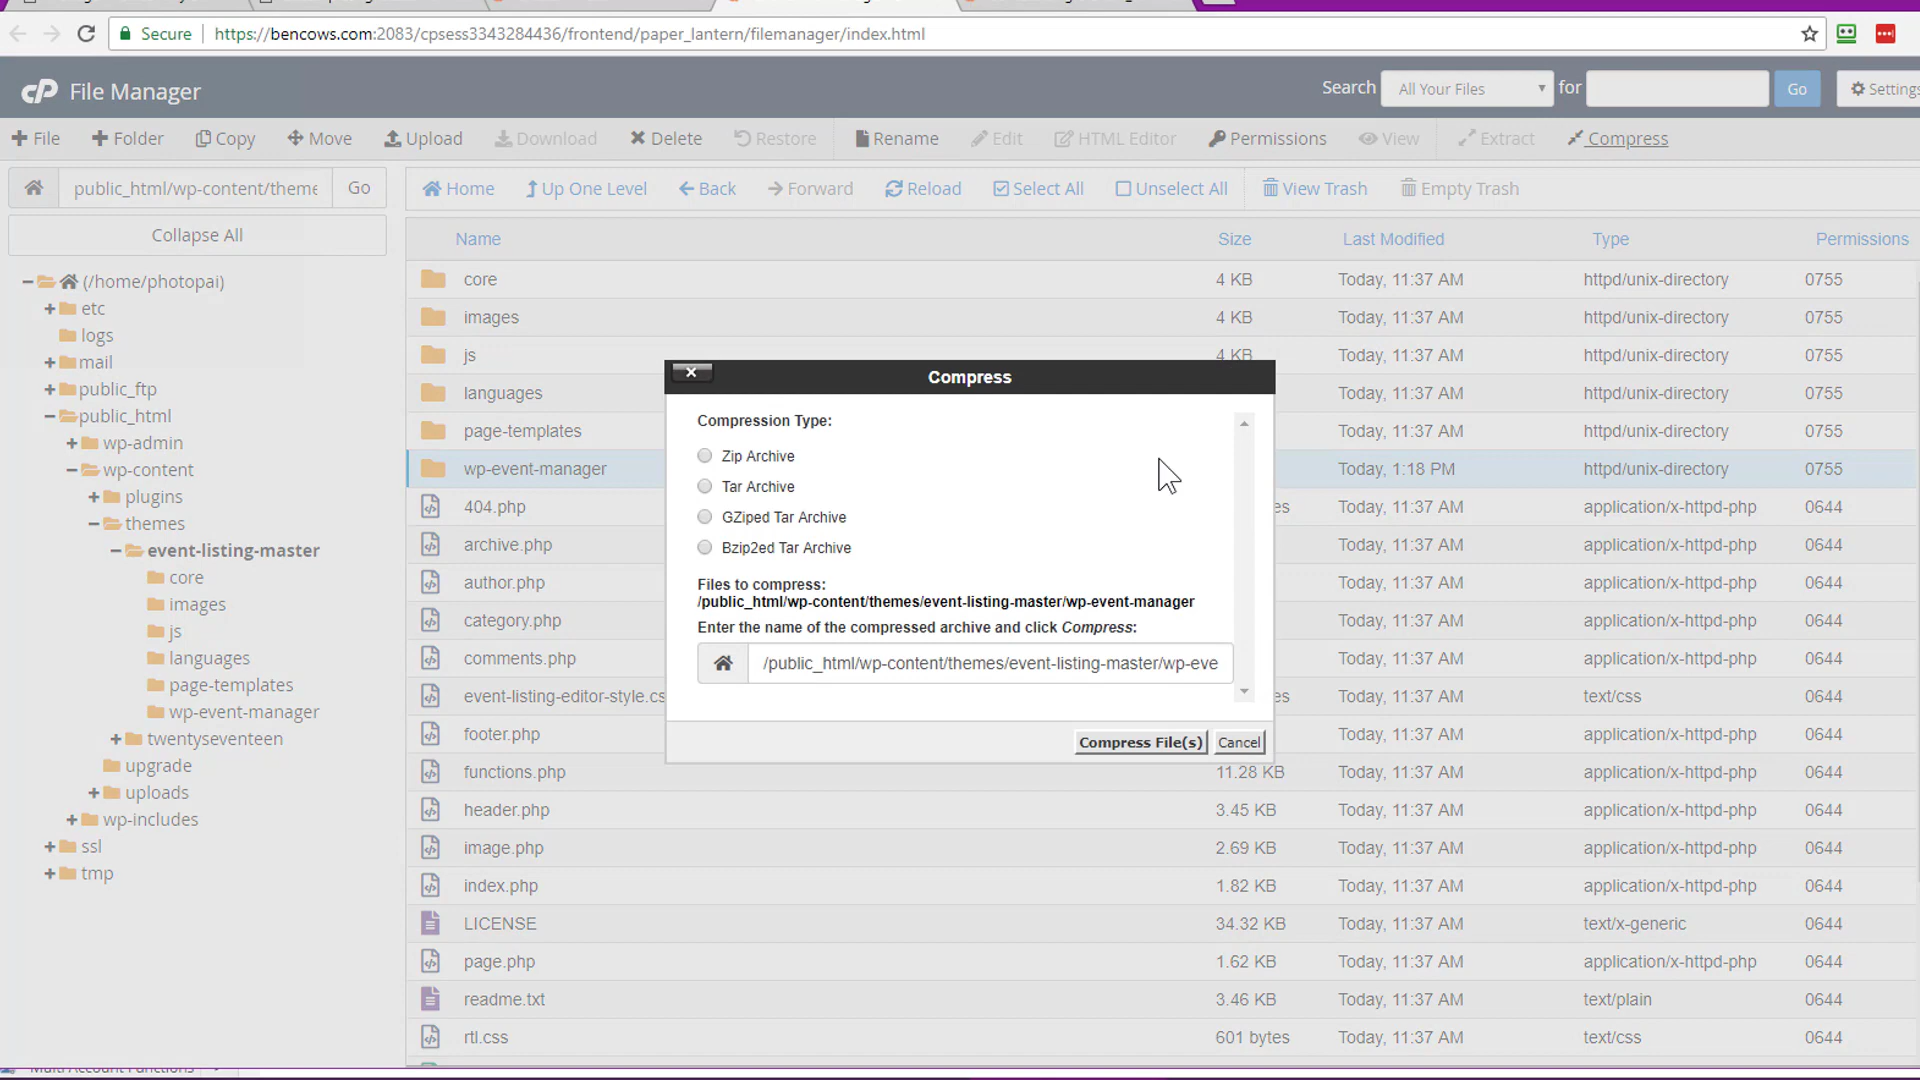 Secure https://bencows.com:2083/cpsess3343284436/frontend/paper_lantern/filemanager/index.html
cP File Manager Search All Your Files for Go Settings
File Folder Copy Move Upload Download Delete Restore Rename Edit HTML Editor Permissions View Extract Compress
public_html/wp-content/theme Go Home Up One Level Back Forward Reload Select All Unselect All View Trash Empty Trash
Collapse All
(/home/photopai)
etc
logs
mail
public_ftp
public_html
wp-admin
wp-content
plugins
themes
event-listing-master
core
images
js
languages
page-templates
wp-event-manager
twentyseventeen
upgrade
uploads
wp-includes
ssl
tmp
Name Size Last Modified Type Permissions
core 4 KB Today, 11:37 AM httpd/unix-directory 0755
images 4 KB Today, 11:37 AM httpd/unix-directory 0755
js 4 KB Today, 11:37 AM httpd/unix-directory 0755
languages Today, 11:37 AM httpd/unix-directory 0755
page-templates Today, 11:37 AM httpd/unix-directory 0755
wp-event-manager Today, 1:18 PM httpd/unix-directory 0755
404.php es Today, 11:37 AM application/x-httpd-php 0644
archive.php Today, 11:37 AM application/x-httpd-php 0644
author.php Today, 11:37 AM application/x-httpd-php 0644
category.php Today, 11:37 AM application/x-httpd-php 0644
comments.php Today, 11:37 AM application/x-httpd-php 0644
event-listing-editor-style.cs es Today, 11:37 AM text/css 0644
footer.php Today, 11:37 AM application/x-httpd-php 0644
functions.php 11.28 KB Today, 11:37 AM application/x-httpd-php 0644
header.php 3.45 KB Today, 11:37 AM application/x-httpd-php 0644
image.php 2.69 KB Today, 11:37 AM application/x-httpd-php 0644
index.php 1.82 KB Today, 11:37 AM application/x-httpd-php 0644
LICENSE 34.32 KB Today, 11:37 AM text/x-generic 0644
page.php 1.62 KB Today, 11:37 AM application/x-httpd-php 0644
readme.txt 3.46 KB Today, 11:37 AM text/plain 0644
rtl.css 601 bytes Today, 11:37 AM text/css 0644
Compress
Compression Type:
Zip Archive
Tar Archive
GZiped Tar Archive
Bzip2ed Tar Archive
Files to compress:
/public_html/wp-content/themes/event-listing-master/wp-event-manager
Enter the name of the compressed archive and click Compress:
/public_html/wp-content/themes/event-listing-master/wp-eve
Compress File(s) Cancel
Multi Account Functions